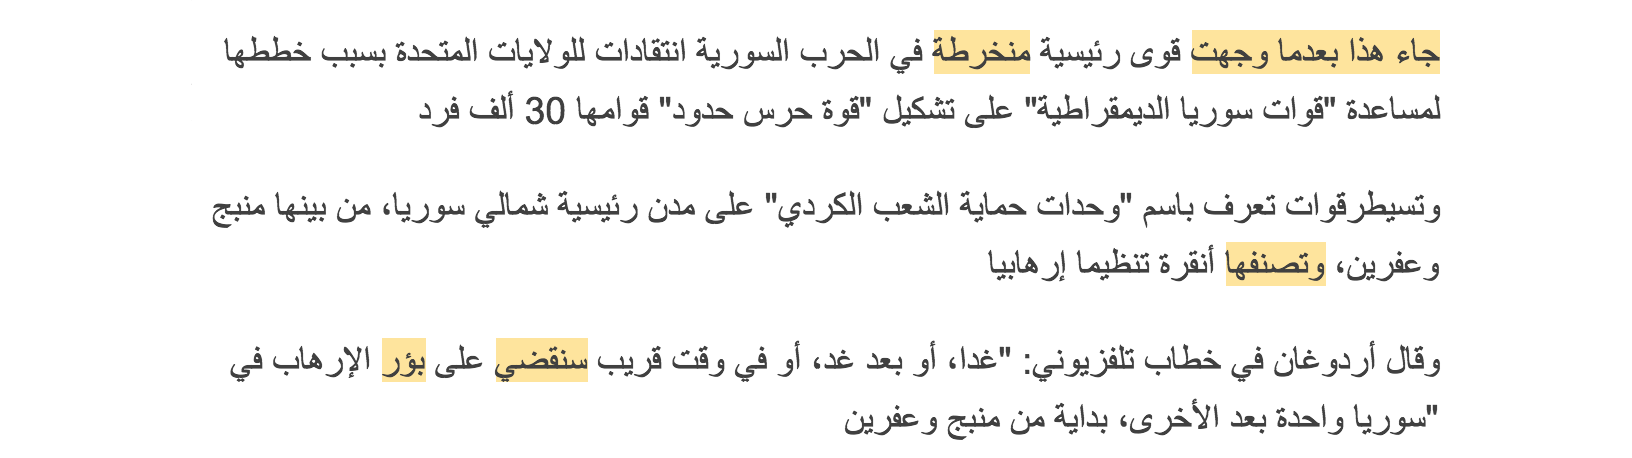 جاء هذا بعدما وجهت قوى رئيسية منخرطة في الحرب السورية انتقادات للولايات المتحدة بسبب خططها
لمساعدة "قوات سوريا الديمقراطية" على تشكيل "قوة حرس حدود" قوامها 30 ألف فرد
وتسيطرقوات تعرف باسم "وحدات حماية الشعب الكردي" على مدن رئيسية شمالي سوريا، من بينها منبج
وعفرين، وتصنفها أنقرة تنظيما إرهابيا
وقال أردوغان في خطاب تلفزيوني: "غدا، أو بعد غد، أو في وقت قريب سنقضي على بؤر الإرهاب في
"سوريا واحدة بعد الأخرى، بداية من منبج وعفرين